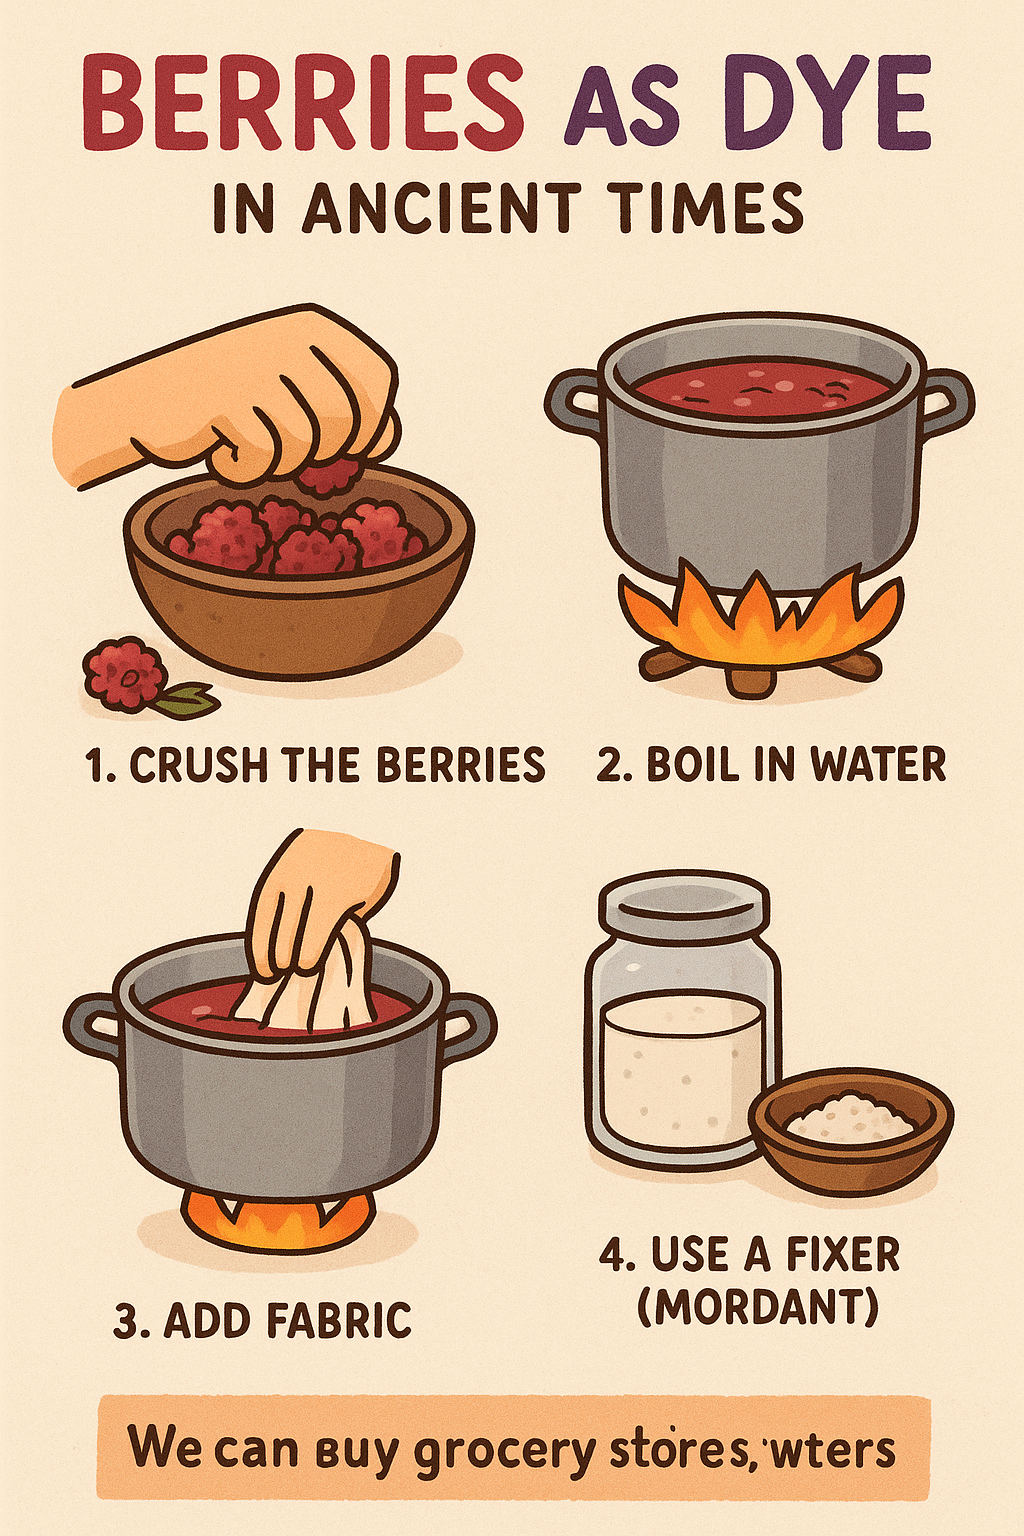 BERRIES AS DYE
IN ANCIENT TIMES
1. CRUSH THE BERRIES
2. BOIL IN WATER
3. ADD FABRIC
4. USE A FIXER
(MORDANT)
We can Buy grocery stores, 'wters